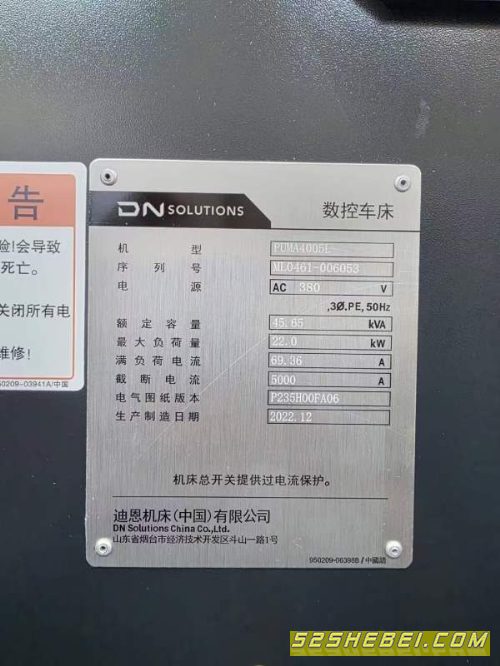 告
险!会导致
死亡。
关闭所有电
维修!
950209-03941A/中国
DN SOLUTIONS
数控车床
机型 PUMA4005L
序列号 ML0461-006053
电源 AC 380 V
,3Ø.PE,50Hz
额定容量 45.65 kVA
最大负荷量 22.0 kW
满负荷电流 69.36 A
截断电流 5000 A
电气图纸版本 P235H00FA06
生产制造日期 2022.12
机床总开关提供过电流保护。
迪恩机床(中国)有限公司
DN Solutions China Co.,Ltd.
山东省烟台市经济技术开发区斗山一路1号
950209-06398B / 中國語
52SHEBEI.COM